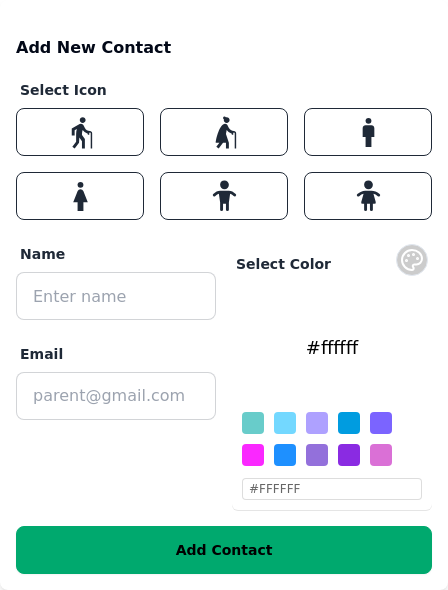 Add New Contact
Select Icon
Name
Enter name
Email
parent@gmail.com
Select Color
#ffffff
#FFFFFF
Add Contact